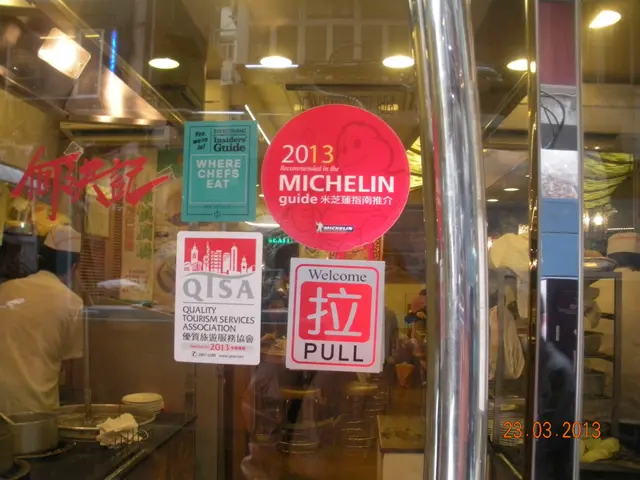 何洪記
Insiders'
Guide
WHERE
CHEFS
EAT
2013
Recommended in the
MICHELIN
guide 米芝蓮指南推介
MICHELIN
QTSA
QUALITY
TOURISM SERVICES
ASSOCIATION
優質旅遊服務協會
2013
Welcome
拉
PULL
23.03.2013